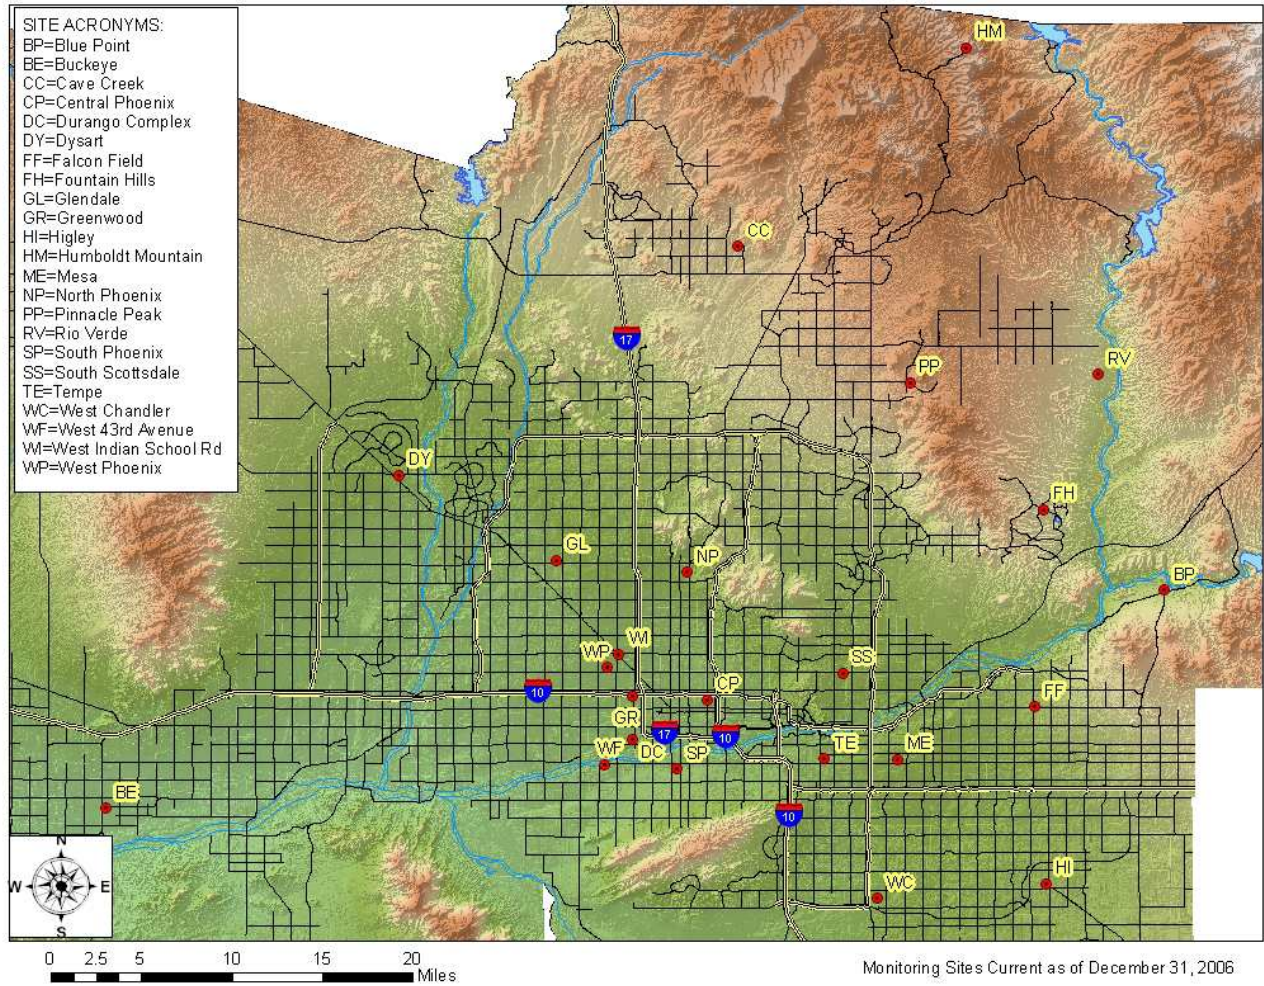 SITE ACRONYMS:
BP=Blue Point
BE=Buckeye
CC=Cave Creek
CP=Central Phoenix
DC=Durango Complex
DY=Dysart
FF=Falcon Field
FH=Fountain Hills
GL=Glendale
GR=Greenwood
HI=Higley
HM=Humboldt Mountain
ME=Mesa
NP=North Phoenix
PP=Pinnacle Peak
RV=Rio Verde
SP=South Phoenix
SS=South Scottsdale
TE=Tempe
WC=West Chandler
WF=West 43rd Avenue
WI=West Indian School Rd
WP=West Phoenix
HM
CC
17
PP
RV
DY
FH
GL
NP
BP
WI
WP
SS
10
CP
FF
GR
17
10
WF
DC
SP
TE
ME
BE
10
HI
WC
N
W
E
S
0 2.5 5 10 15 20
Miles
Monitoring Sites Current as of December 31, 2006